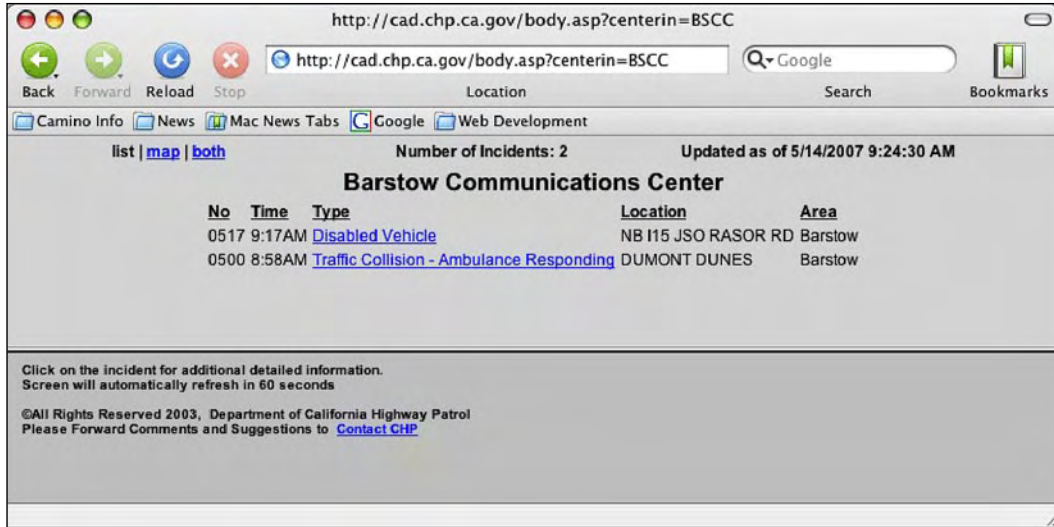 http://cad.chp.ca.gov/body.asp?centerin=BSCC
http://cad.chp.ca.gov/body.asp?centerin=BSCC Google
Back Forward Reload Stop Location Search Bookmarks
Camino Info News Mac News Tabs G Google Web Development
list | map | both Number of Incidents: 2 Updated as of 5/14/2007 9:24:30 AM
Barstow Communications Center
No Time Type Location Area
0517 9:17AM Disabled Vehicle NB I15 JSO RASOR RD Barstow
0500 8:58AM Traffic Collision - Ambulance Responding DUMONT DUNES Barstow
Click on the incident for additional detailed information.
Screen will automatically refresh in 60 seconds
©All Rights Reserved 2003, Department of California Highway Patrol
Please Forward Comments and Suggestions to Contact CHP